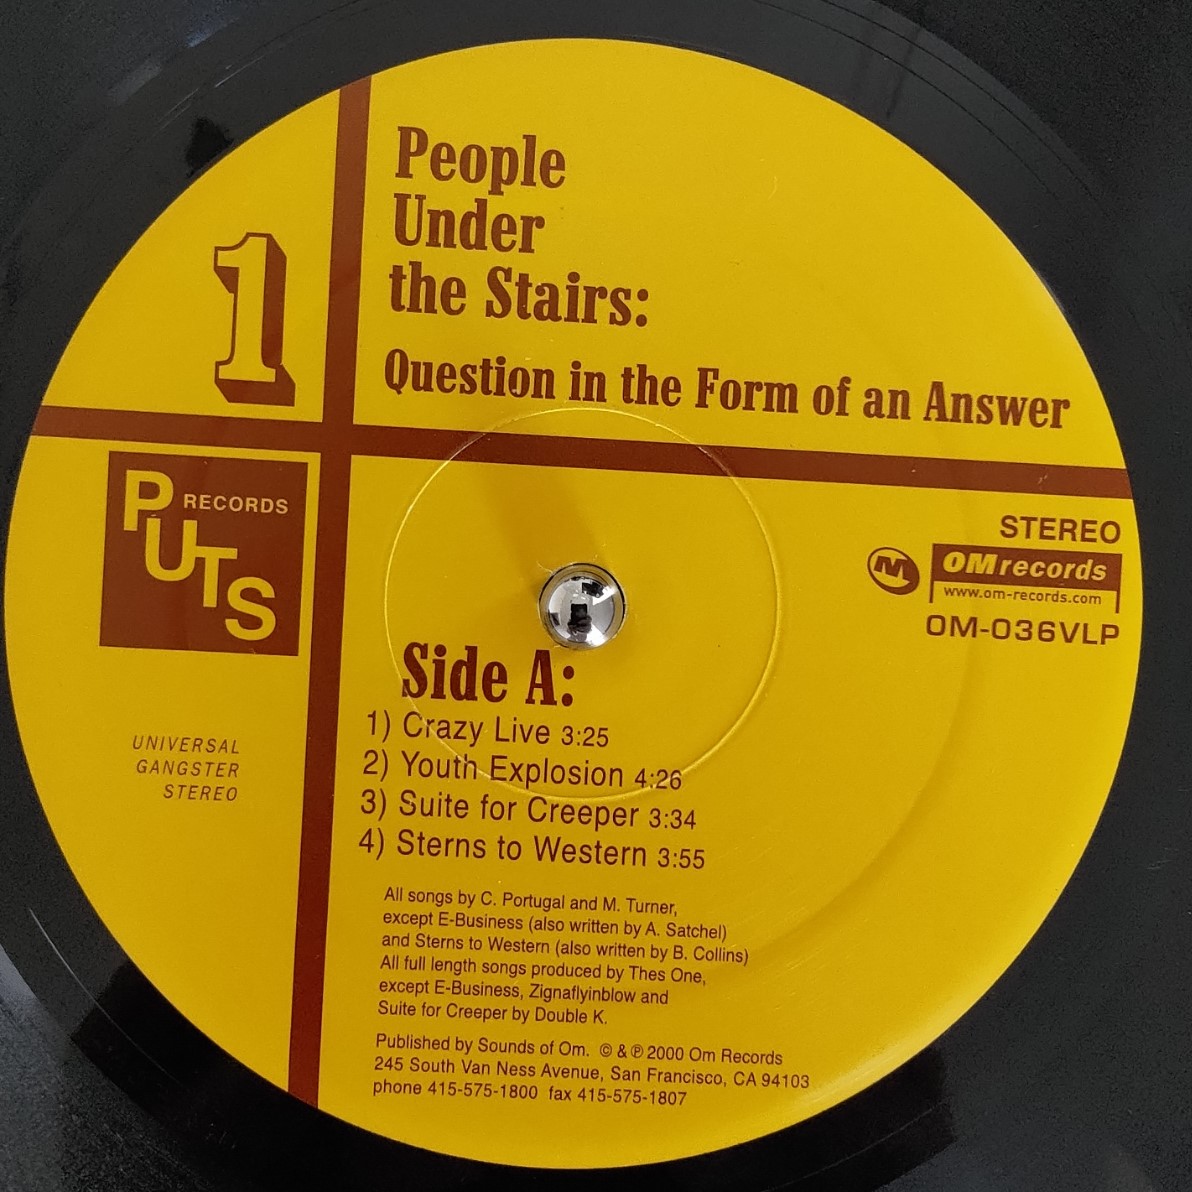 People
Under
the Stairs:
Question in the Form of an Answer
1
P RECORDS
UTS
UNIVERSAL
GANGSTER
STEREO
STEREO
M OM records
www.om-records.com
OM-036VLP
Side A:
1) Crazy Live 3:25
2) Youth Explosion 4:26
3) Suite for Creeper 3:34
4) Sterns to Western 3:55
All songs by C. Portugal and M. Turner,
except E-Business (also written by A. Satchel)
and Sterns to Western (also written by B. Collins)
All full length songs produced by Thes One,
except E-Business, Zignaflyinblow and
Suite for Creeper by Double K.
Published by Sounds of Om. © & ℗ 2000 Om Records
245 South Van Ness Avenue, San Francisco, CA 94103
phone 415-575-1800 fax 415-575-1807